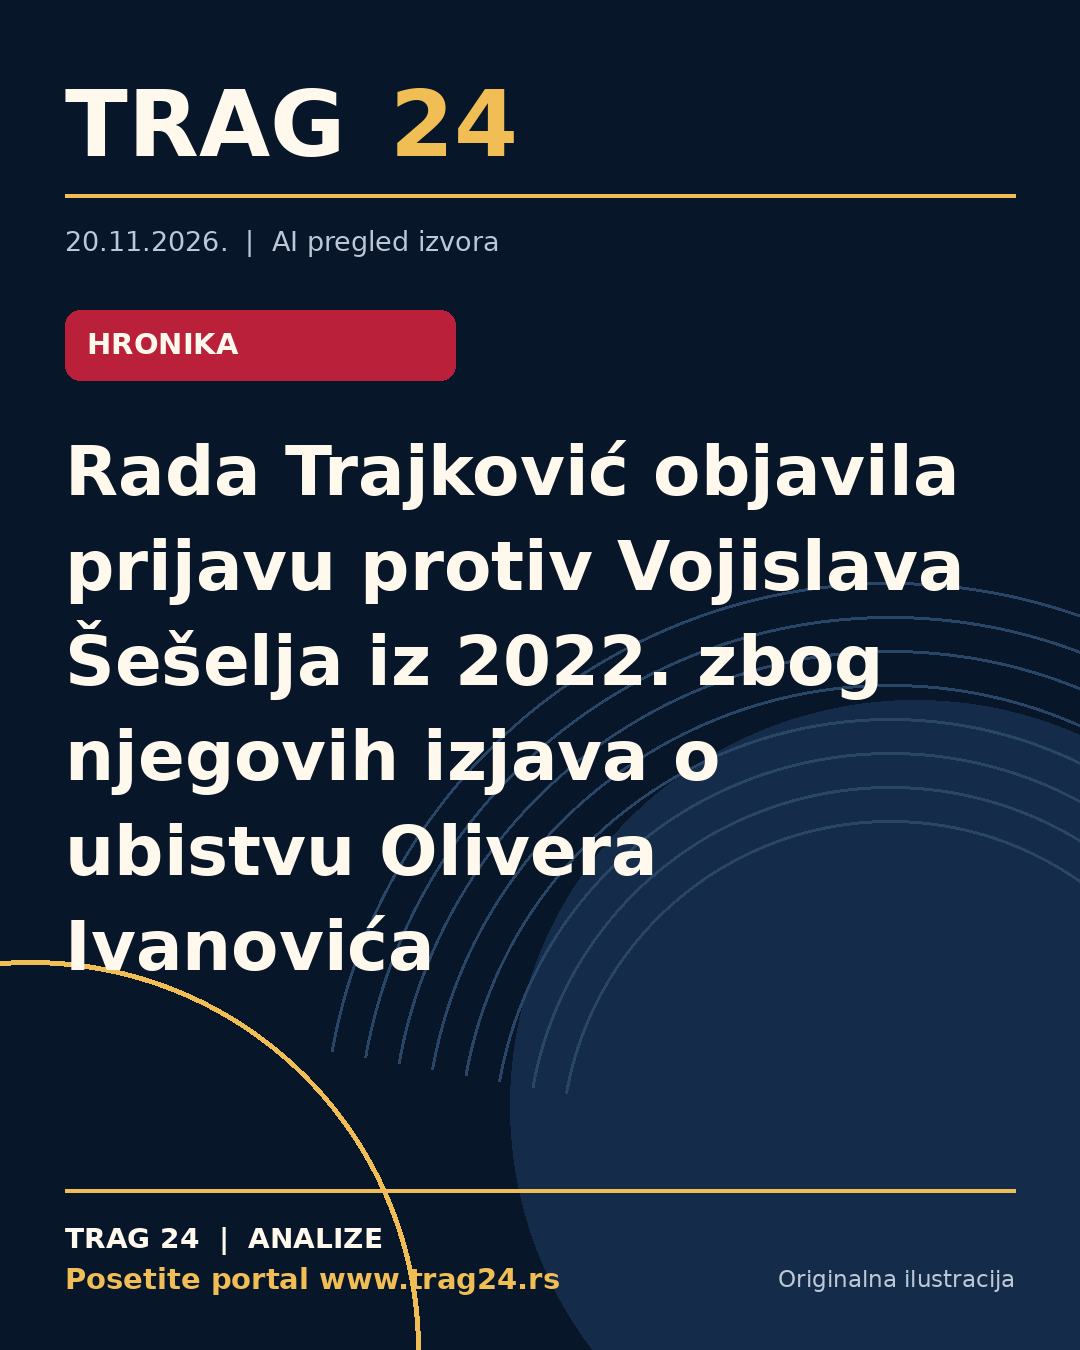 TRAG 24
20.11.2026. | AI pregled izvora
HRONIKA
Rada Trajković objavila
prijavu protiv Vojislava
Šešelja iz 2022. zbog
njegovih izjava o
ubistvu Olivera
Ivanovića
TRAG 24 | ANALIZE
Posetite portal www.trag24.rs
Originalna ilustracija